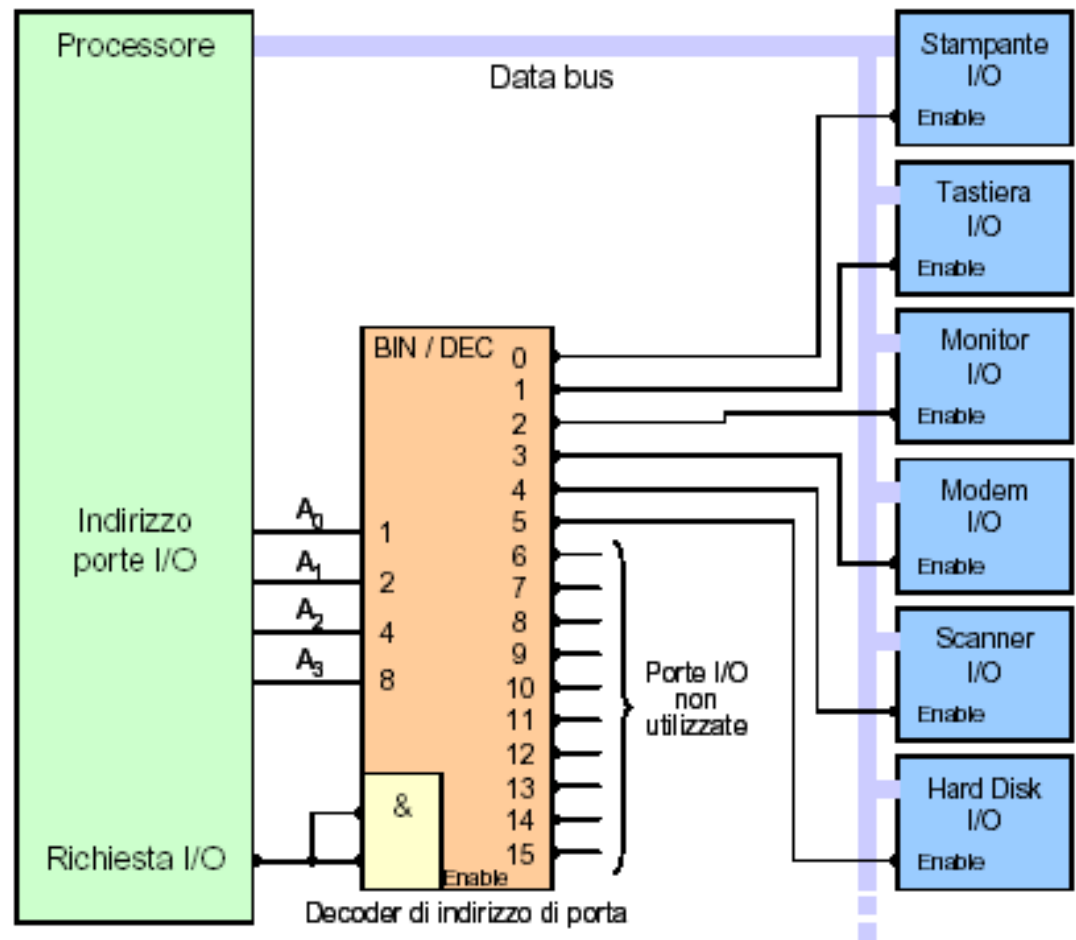 Processore
Data bus
Indirizzo
porte I/O
Richiesta I/O
A0
A1
A2
A3
BIN / DEC
1
2
4
8
&
Enable
0
1
2
3
4
5
6
7
8
9
10
11
12
13
14
15
Decoder di indirizzo di porta
Porte I/O
non
utilizzate
Stampante
I/O
Enable
Tastiera
I/O
Enable
Monitor
I/O
Enable
Modem
I/O
Enable
Scanner
I/O
Enable
Hard Disk
I/O
Enable